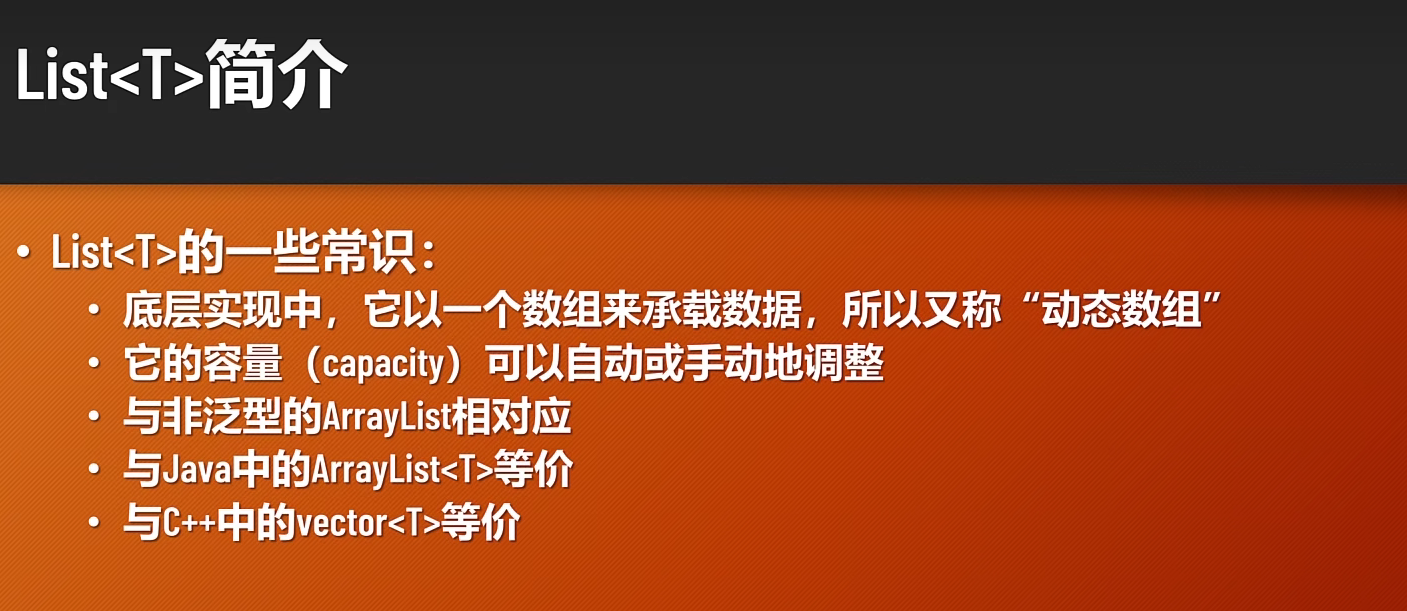 List<T>简介
• List<T>的一些常识：
• 底层实现中，它以一个数组来承载数据，所以又称“动态数组”
• 它的容量（capacity）可以自动或手动地调整
• 与非泛型的ArrayList相对应
• 与Java中的ArrayList<T>等价
• 与C++中的vector<T>等价